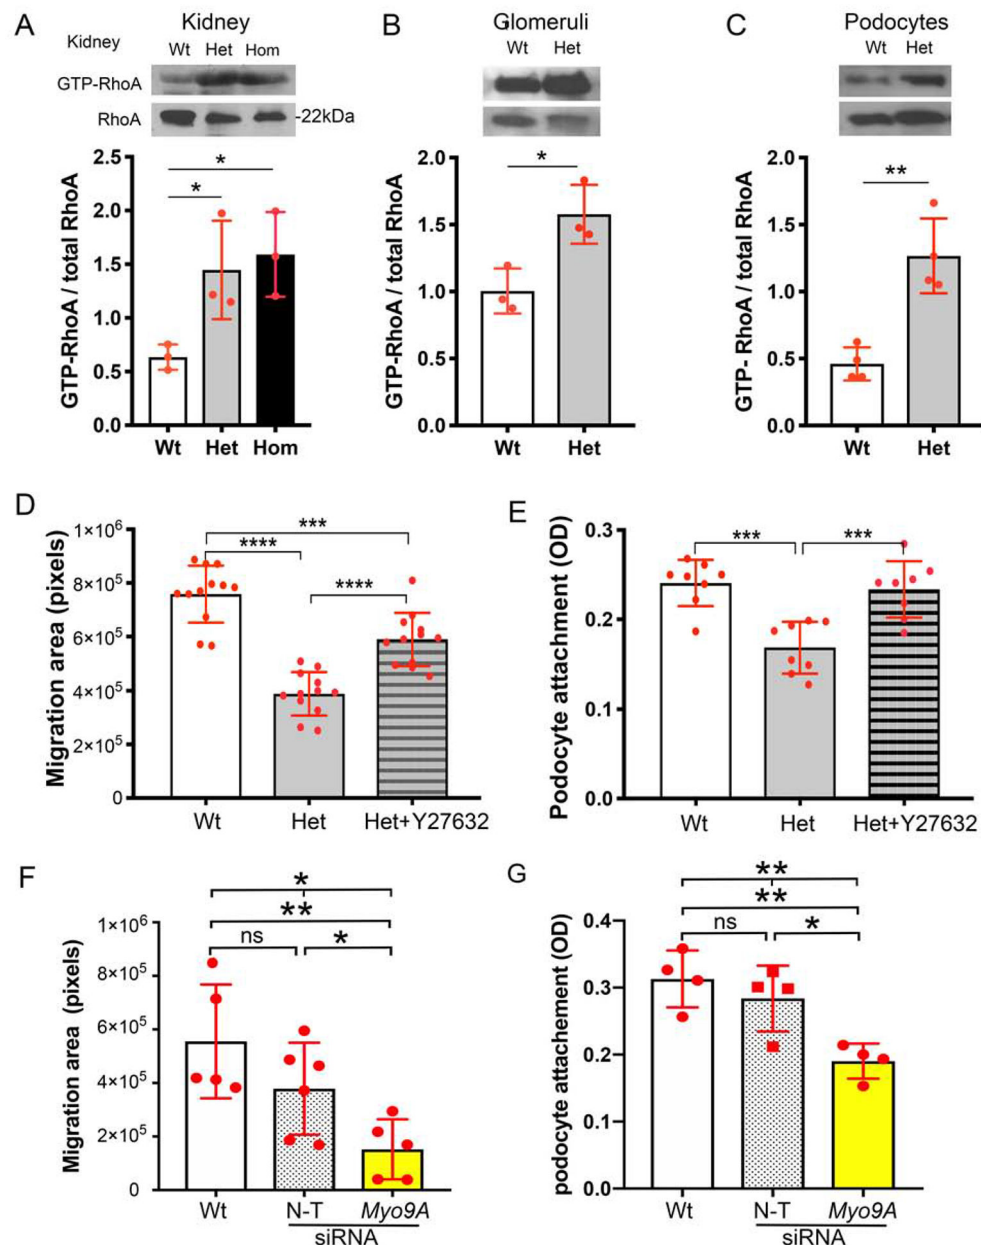 A
Kidney
Kidney
Wt Het Hom
GTP-RhoA
RhoA
-22kDa
GTP-RhoA / total RhoA
2.5
2.0
1.5
1.0
0.5
0.0
*
*
Wt Het Hom
B
Glomeruli
Wt Het
GTP-RhoA / total RhoA
2.0
1.5
1.0
0.5
0.0
*
Wt Het
C
Podocytes
Wt Het
GTP- RhoA / total RhoA
2.0
1.5
1.0
0.5
0.0
**
Wt Het
D
Migration area (pixels)
1×10⁶
8×10⁵
6×10⁵
4×10⁵
2×10⁵
0
***
****
****
Wt Het Het+Y27632
E
Podocyte attachment (OD)
0.3
0.2
0.1
0.0
*** ***
Wt Het Het+Y27632
F
Migration area (pixels)
1×10⁶
8×10⁵
6×10⁵
4×10⁵
2×10⁵
0
*
**
ns *
Wt N-T Myo9A
siRNA
G
podocyte attachement (OD)
0.4
0.3
0.2
0.1
0.0
**
**
ns *
Wt N-T Myo9A
siRNA